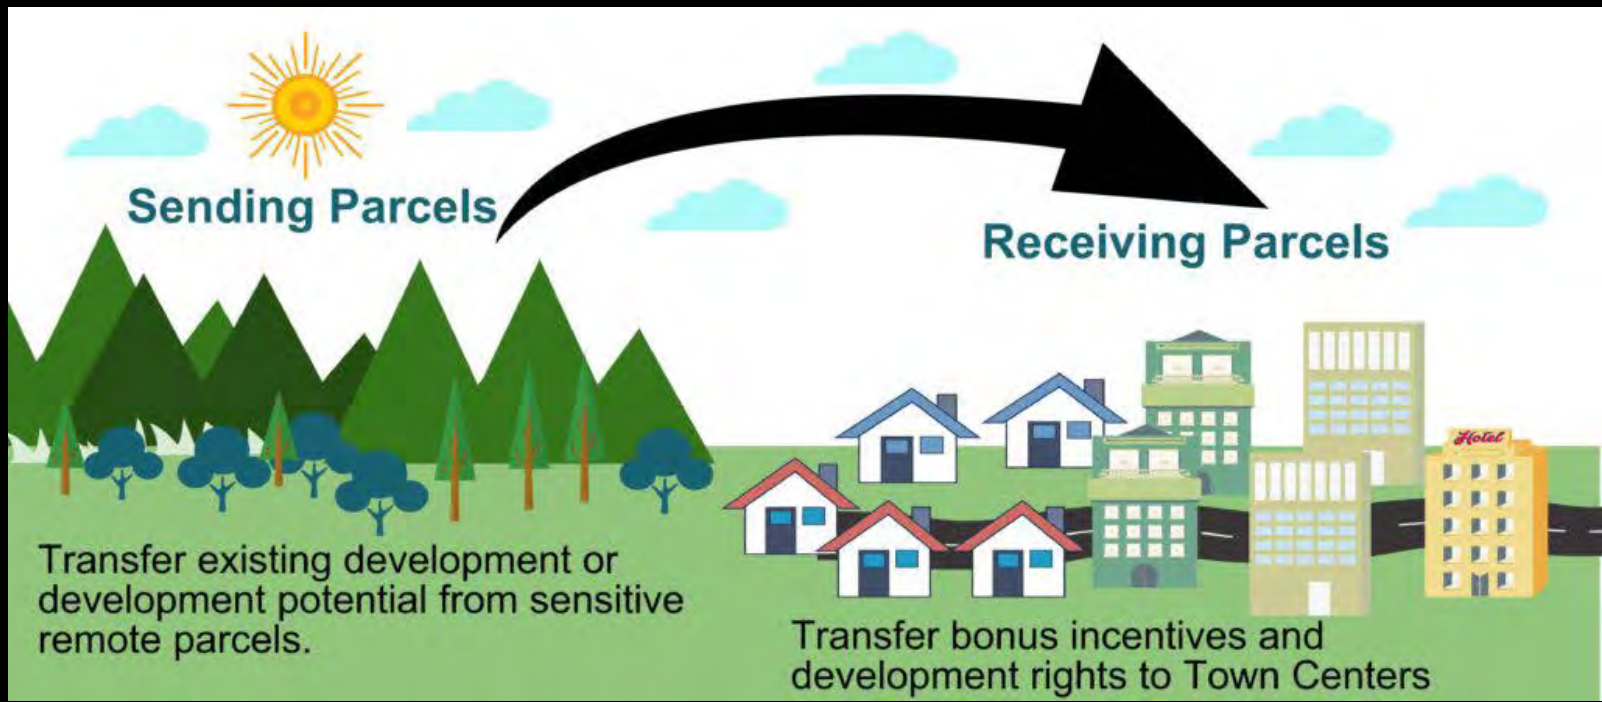 Sending Parcels
Receiving Parcels
Hotel
Transfer existing development or
development potential from sensitive
remote parcels.
Transfer bonus incentives and
development rights to Town Centers